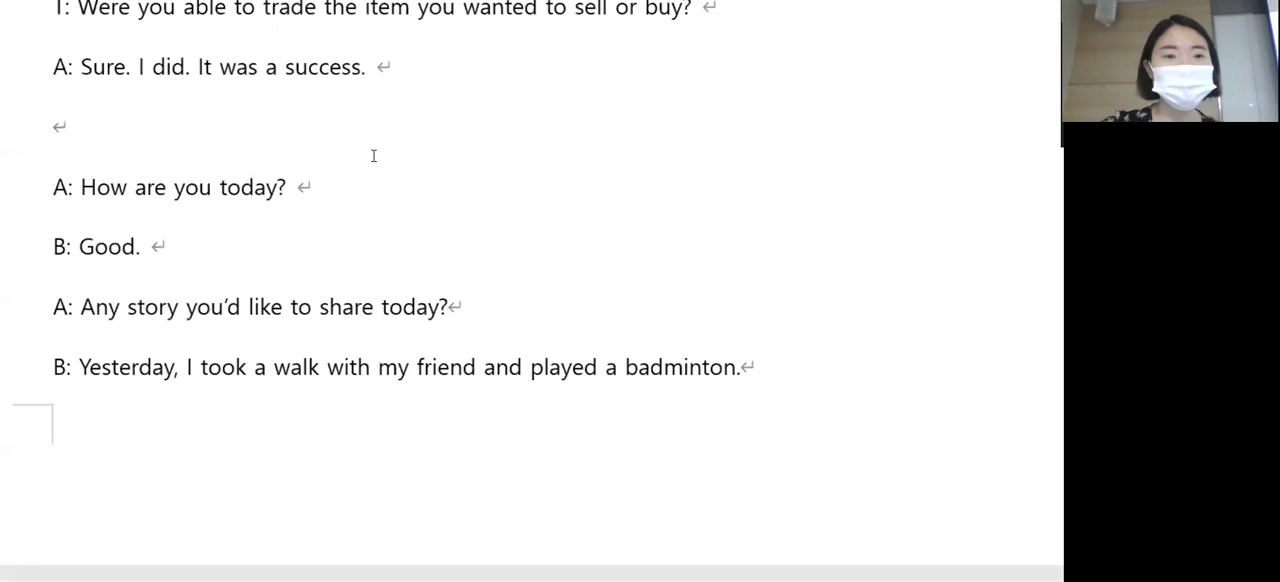 T: Were you able to trade the item you wanted to sell or buy?
A: Sure. I did. It was a success.
A: How are you today?
B: Good.
A: Any story you’d like to share today?
B: Yesterday, I took a walk with my friend and played a badminton.